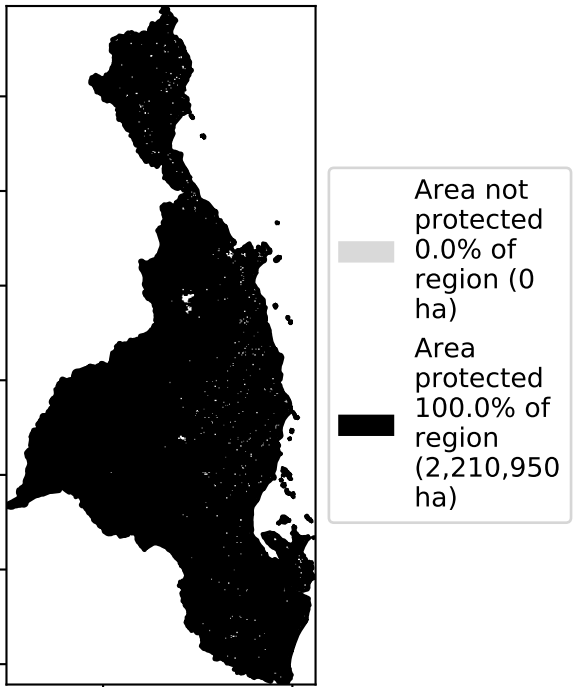 Area not
protected
0.0% of
region (0
ha)
Area
protected
100.0% of
region
(2,210,950
ha)